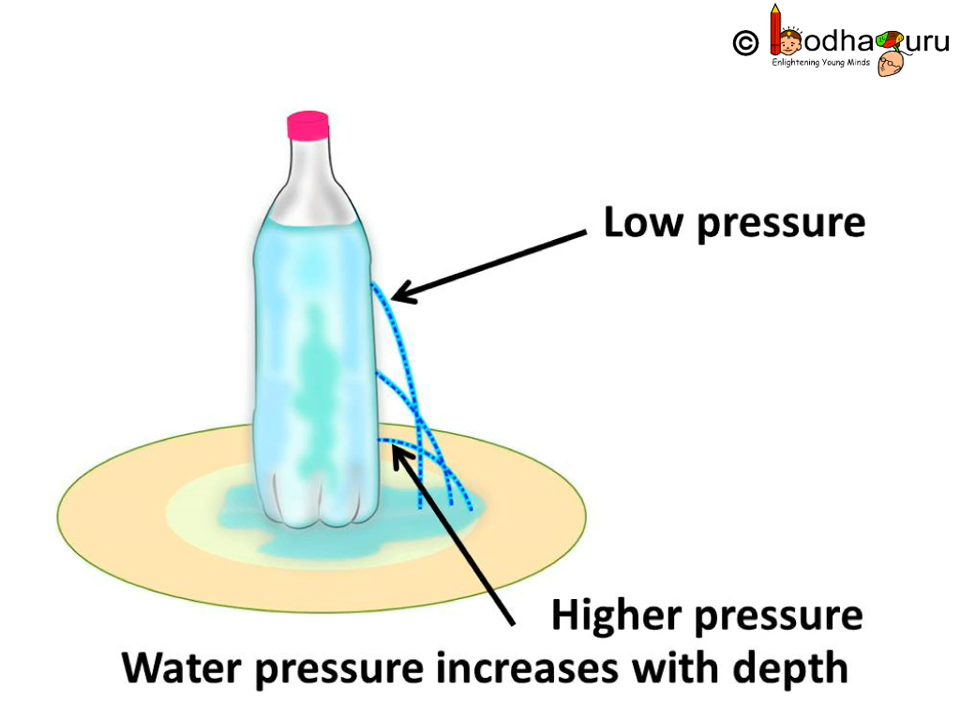 © bodhaGuru
Enlightening Young Minds
Low pressure
Higher pressure
Water pressure increases with depth